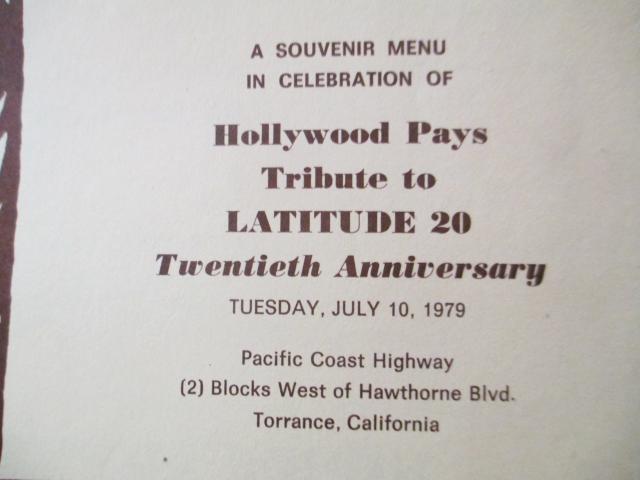 A SOUVENIR MENU
IN CELEBRATION OF
Hollywood Pays
Tribute to
LATITUDE 20
Twentieth Anniversary
TUESDAY, JULY 10, 1979
Pacific Coast Highway
(2) Blocks West of Hawthorne Blvd.
Torrance, California